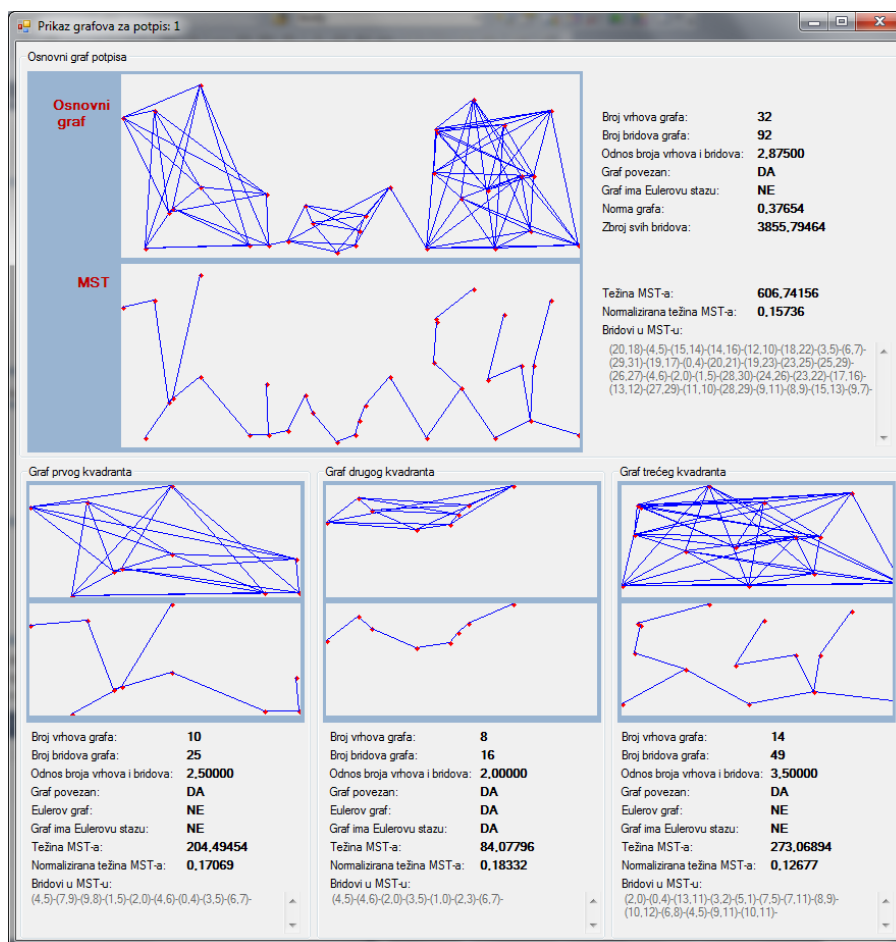 Prikaz grafova za potpis: 1
Osnovni graf potpisa
Osnovni
graf
Broj vrhova grafa: 32
Broj bridova grafa: 92
Odnos broja vrhova i bridova: 2,87500
Graf povezan: DA
Graf ima Eulerovu stazu: NE
Norma grafa: 0,37654
Zbroj svih bridova: 3855,79464
MST
Težina MST-a: 606,74156
Normalizirana težina MST-a: 0,15736
Bridovi u MST-u:
(20,18)-(4,5)-(15,14)-(14,16)-(12,10)-(18,22)-(3,5)-(6,7)-
(29,31)-(19,17)-(0,4)-(20,21)-(19,23)-(23,25)-(25,29)-
(26,27)-(4,6)-(2,0)-(1,5)-(28,30)-(24,26)-(23,22)-(17,16)-
(13,12)-(27,29)-(11,10)-(28,29)-(9,11)-(8,9)-(15,13)-(9,7)-
Graf prvog kvadranta
Broj vrhova grafa: 10
Broj bridova grafa: 25
Odnos broja vrhova i bridova: 2,50000
Graf povezan: DA
Eulerov graf: NE
Graf ima Eulerovu stazu: NE
Težina MST-a: 204,49454
Normalizirana težina MST-a: 0,17069
Bridovi u MST-u:
(4,5)-(7,9)-(9,8)-(1,5)-(2,0)-(4,6)-(0,4)-(3,5)-(6,7)-
Graf drugog kvadranta
Broj vrhova grafa: 8
Broj bridova grafa: 16
Odnos broja vrhova i bridova: 2,00000
Graf povezan: DA
Eulerov graf: DA
Graf ima Eulerovu stazu: DA
Težina MST-a: 84,07796
Normalizirana težina MST-a: 0,18332
Bridovi u MST-u:
(4,5)-(4,6)-(2,0)-(3,5)-(1,0)-(2,3)-(6,7)-
Graf trećeg kvadranta
Broj vrhova grafa: 14
Broj bridova grafa: 49
Odnos broja vrhova i bridova: 3,50000
Graf povezan: DA
Eulerov graf: NE
Graf ima Eulerovu stazu: NE
Težina MST-a: 273,06894
Normalizirana težina MST-a: 0,12677
Bridovi u MST-u:
(2,0)-(0,4)-(13,11)-(3,2)-(5,1)-(7,5)-(7,11)-(8,9)-
(10,12)-(6,8)-(4,5)-(9,11)-(10,11)-